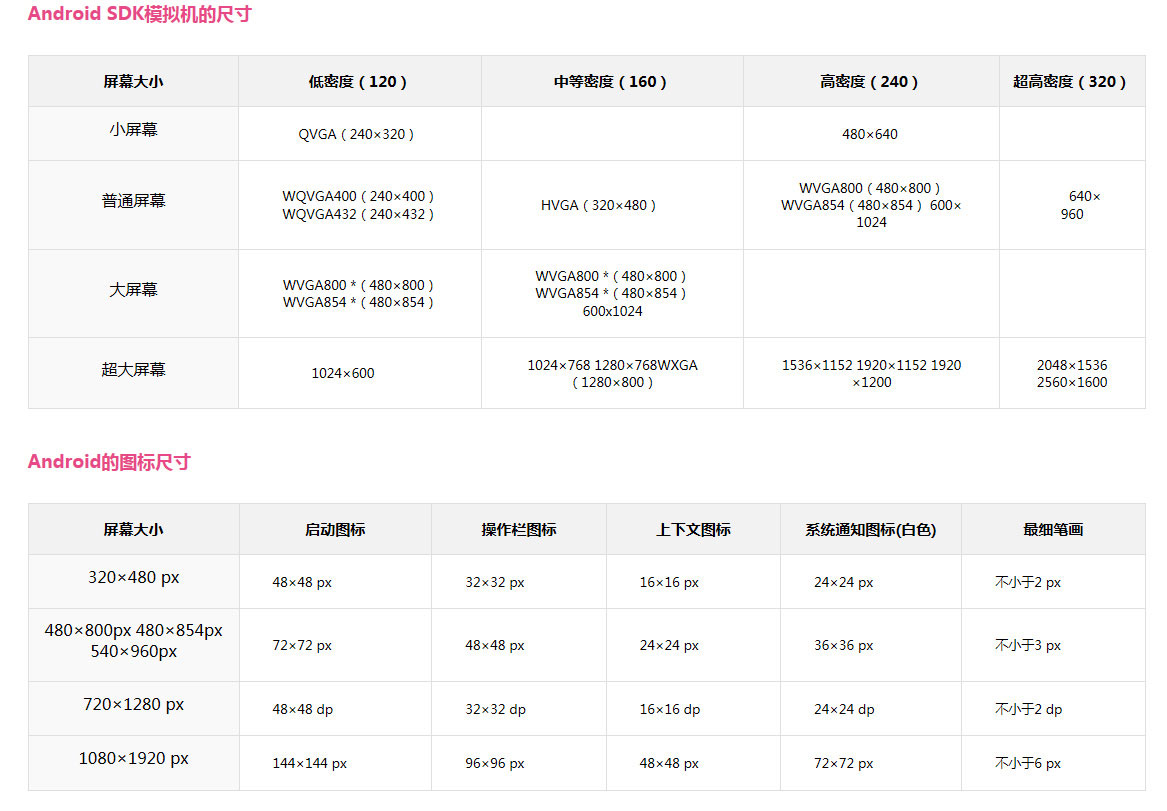 Android SDK模拟机的尺寸
屏幕大小 低密度（120） 中等密度（160） 高密度（240） 超高密度（320）
小屏幕 QVGA（240×320） 480×640
普通屏幕 WQVGA400（240×400） WQVGA432（240×432） HVGA（320×480） WVGA800（480×800） WVGA854（480×854） 600×1024 640×960
大屏幕 WVGA800 *（480×800） WVGA854 *（480×854） WVGA800 *（480×800） WVGA854 *（480×854） 600x1024
超大屏幕 1024×600 1024×768 1280×768WXGA（1280×800） 1536×1152 1920×1152 1920×1200 2048×1536 2560×1600
Android的图标尺寸
屏幕大小 启动图标 操作栏图标 上下文图标 系统通知图标(白色) 最细笔画
320×480 px 48×48 px 32×32 px 16×16 px 24×24 px 不小于2 px
480×800px 480×854px 540×960px 72×72 px 48×48 px 24×24 px 36×36 px 不小于3 px
720×1280 px 48×48 dp 32×32 dp 16×16 dp 24×24 dp 不小于2 dp
1080×1920 px 144×144 px 96×96 px 48×48 px 72×72 px 不小于6 px